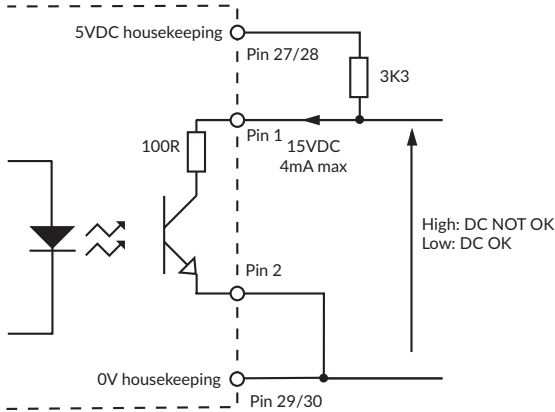 5VDC housekeeping
Pin 27/28
3K3
Pin 1
15VDC
4mA max
100R
High: DC NOT OK
Low: DC OK
Pin 2
0V housekeeping
Pin 29/30